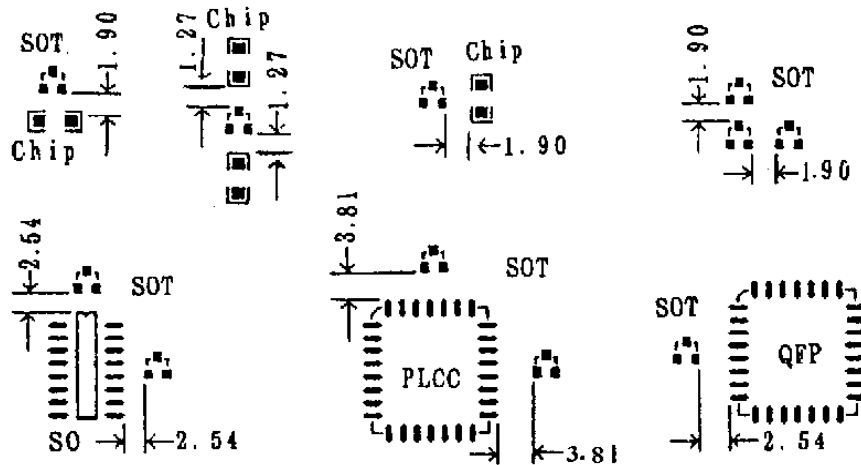 SOT
1.90
Chip
1.27
Chip
1.27
SOT
Chip
1.90
1.90
SOT
1.90
2.54
SOT
SO
2.54
3.81
SOT
PLCC
3.81
SOT
QFP
2.54